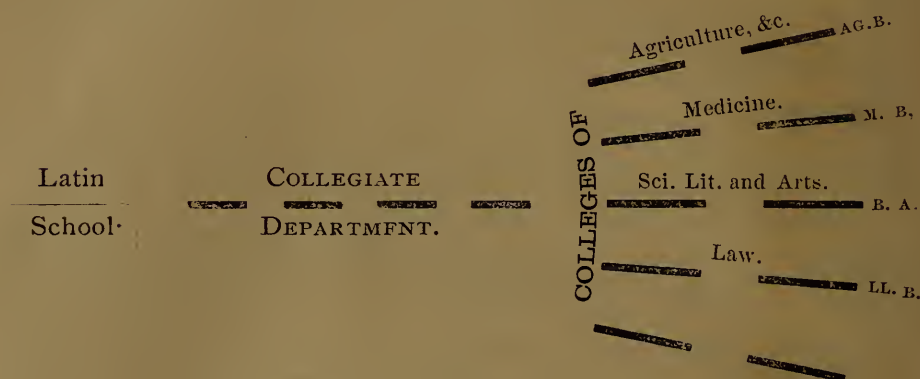 Latin
School·
COLLEGIATE
DEPARTMFNT.
COLLEGES OF
Agriculture, &c. AG.B.
Medicine. M. B,
Sci. Lit. and Arts. B. A.
Law. LL. B.